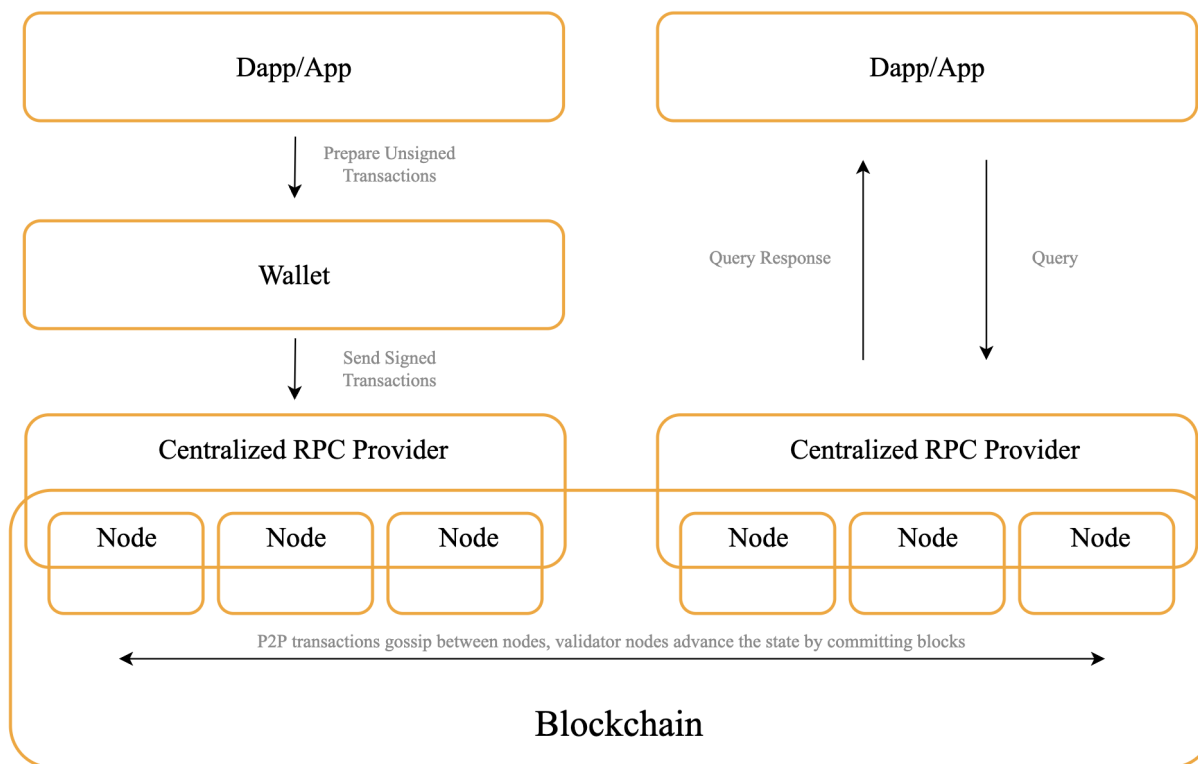 Dapp/App
Dapp/App
Prepare Unsigned
Transactions
Wallet
Query Response
Query
Send Signed
Transactions
Centralized RPC Provider
Centralized RPC Provider
Node
Node
Node
Node
Node
Node
P2P transactions gossip between nodes, validator nodes advance the state by committing blocks
Blockchain